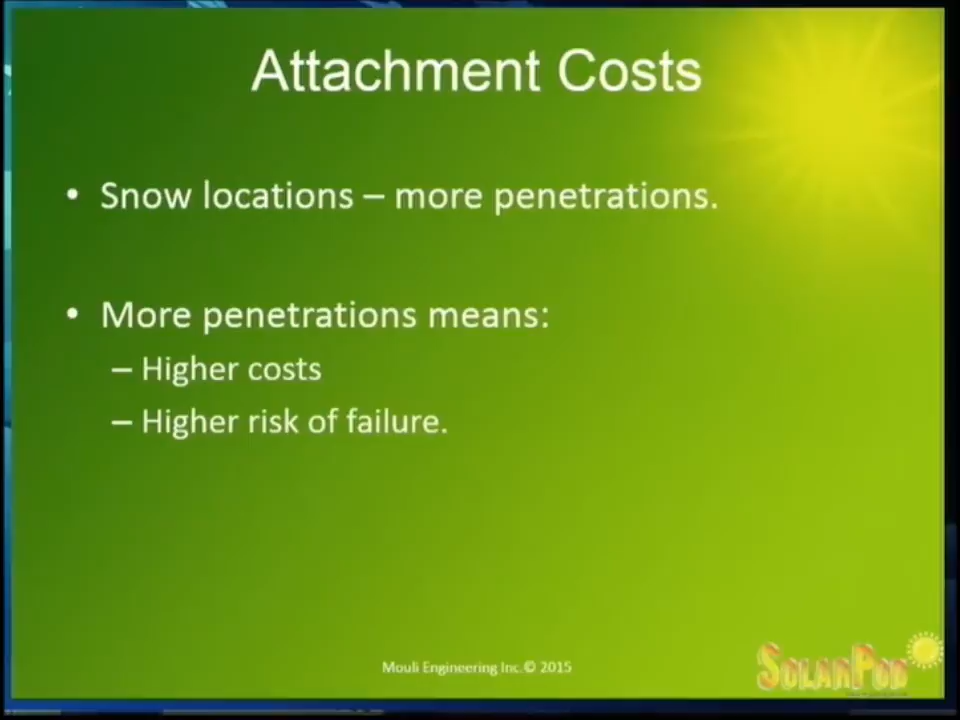 Attachment Costs
• Snow locations – more penetrations.
• More penetrations means:
– Higher costs
– Higher risk of failure.
Mouli Engineering Inc.© 2015
SolarPod